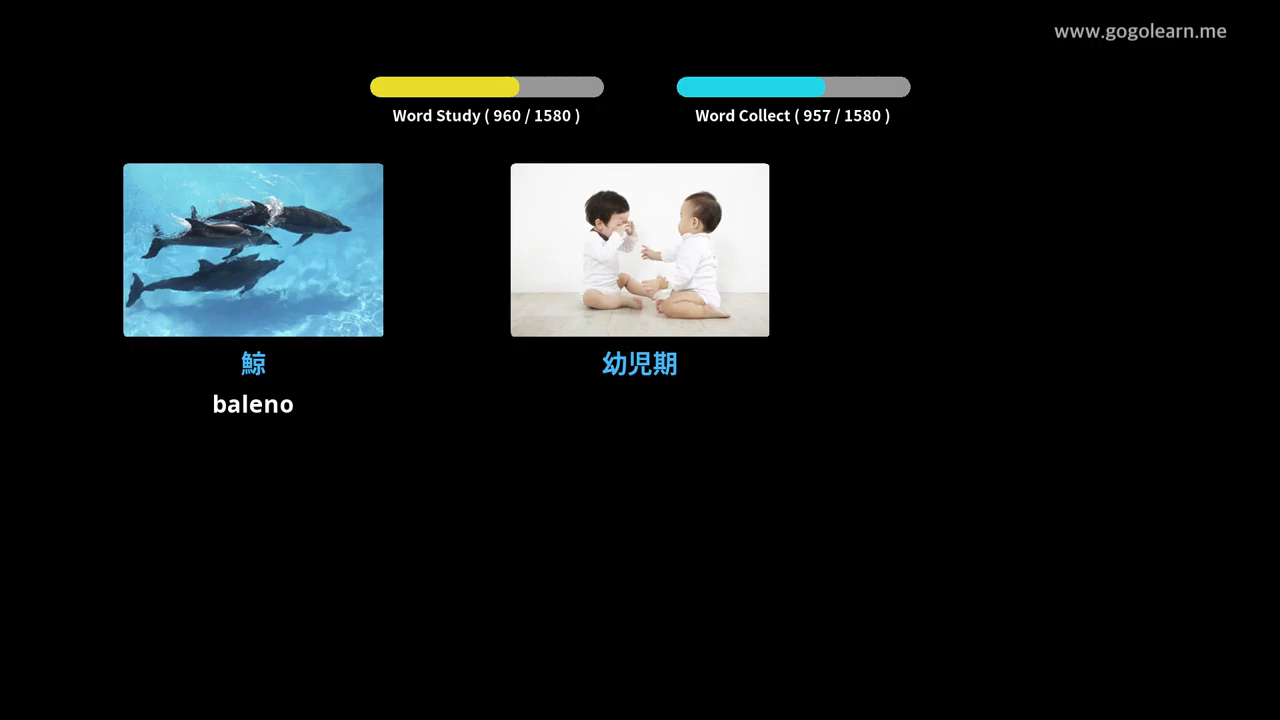 www.gogolearn.me
Word Study ( 960 / 1580 )
Word Collect ( 957 / 1580 )
鯨
幼児期
baleno